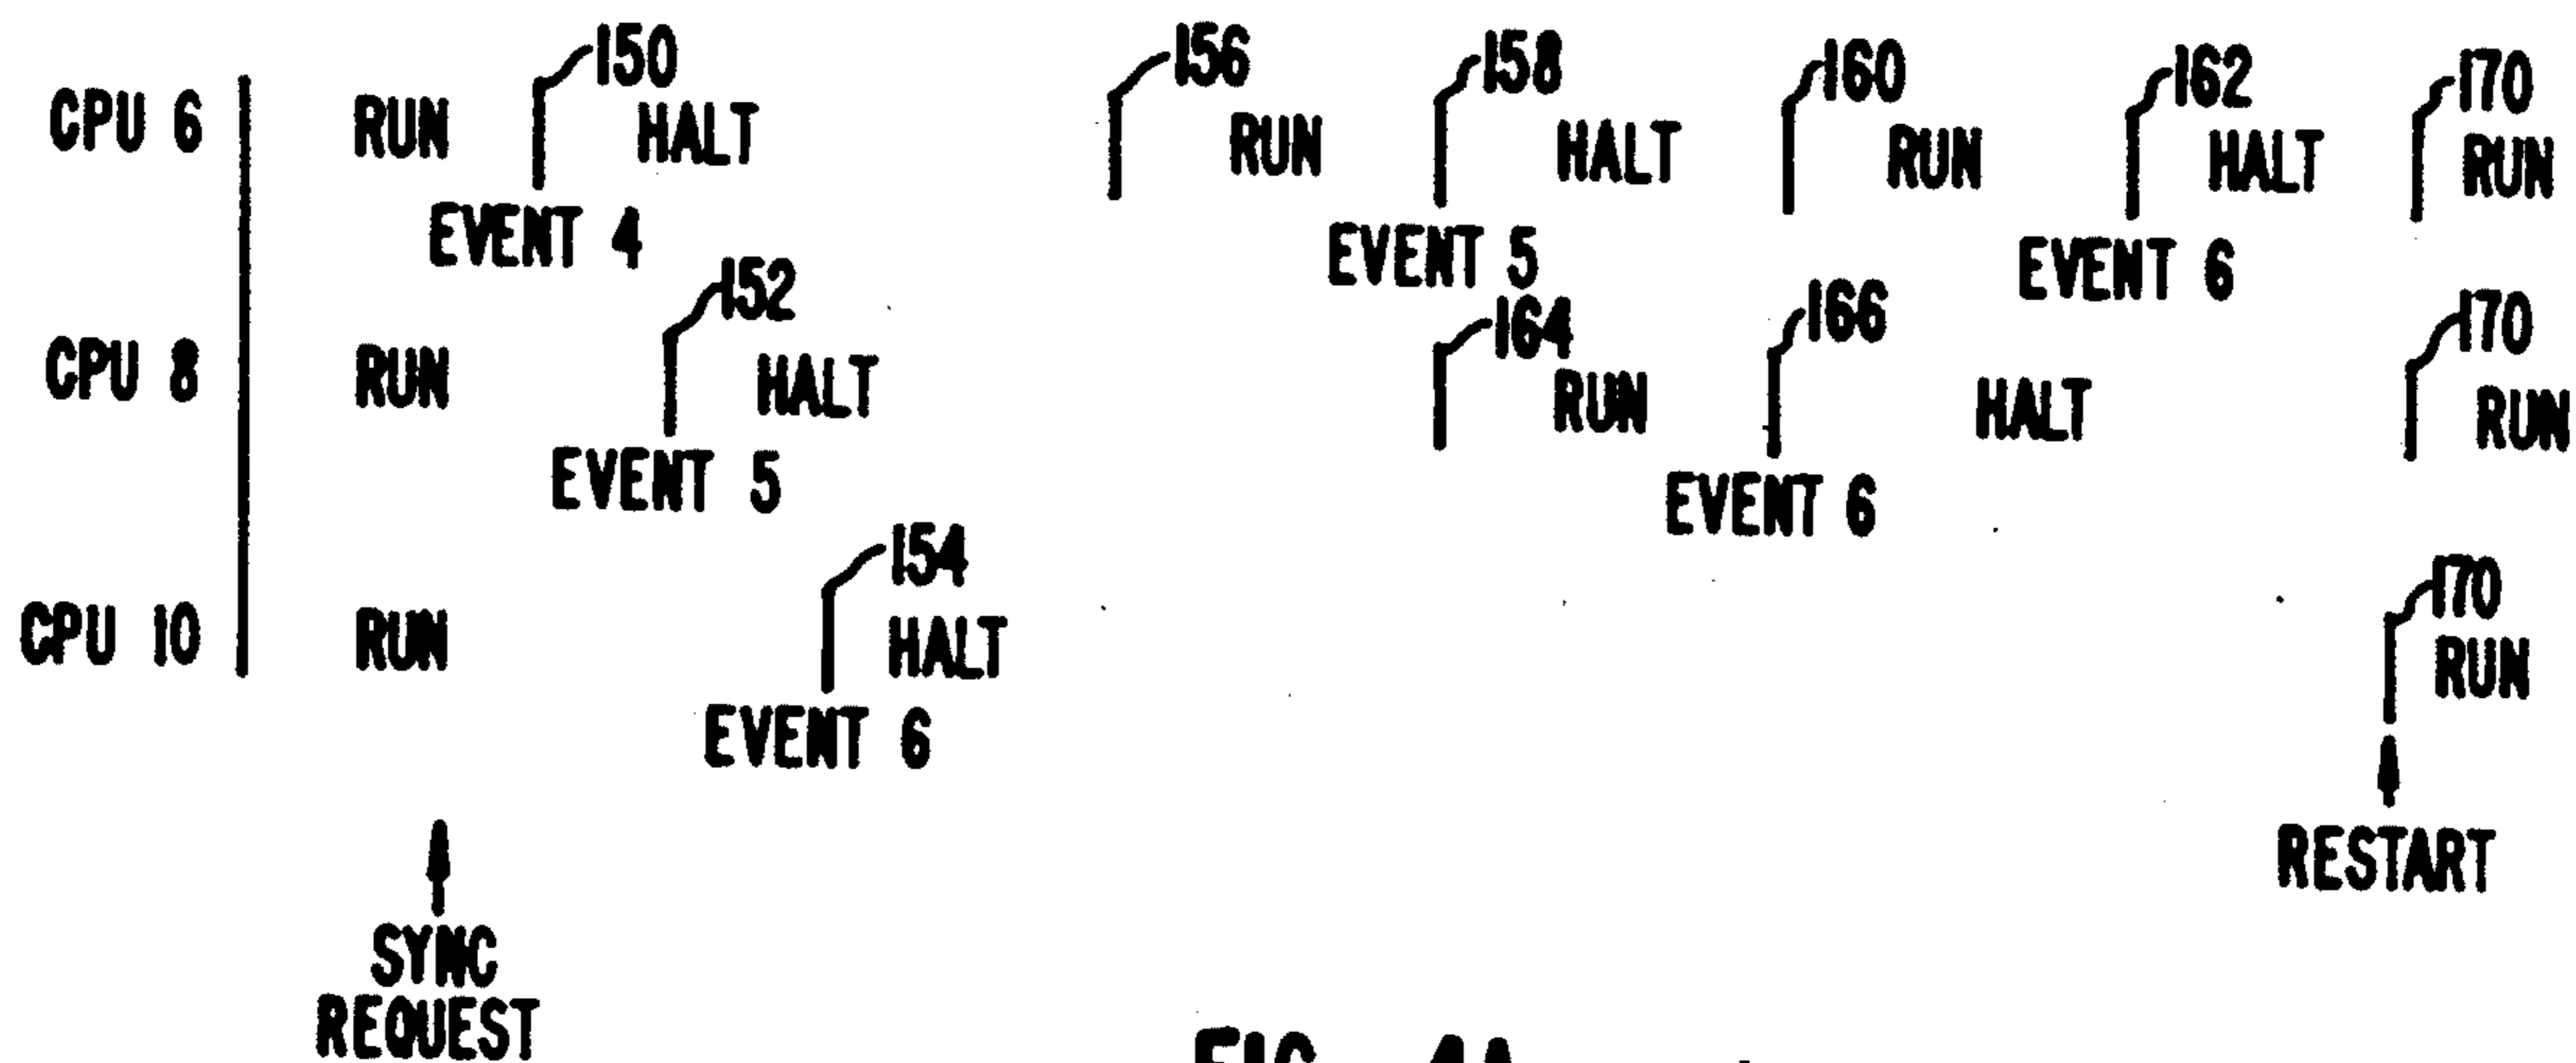 150 156 158 160 162 170
CPU 6 RUN HALT RUN HALT RUN HALT RUN
EVENT 4 EVENT 5 EVENT 6
152 164 166 170
CPU 8 RUN HALT RUN HALT RUN
EVENT 5 EVENT 6
154 170
CPU 10 RUN HALT RUN
EVENT 6
RESTART
SYNC
REQUEST
FIG. 4A